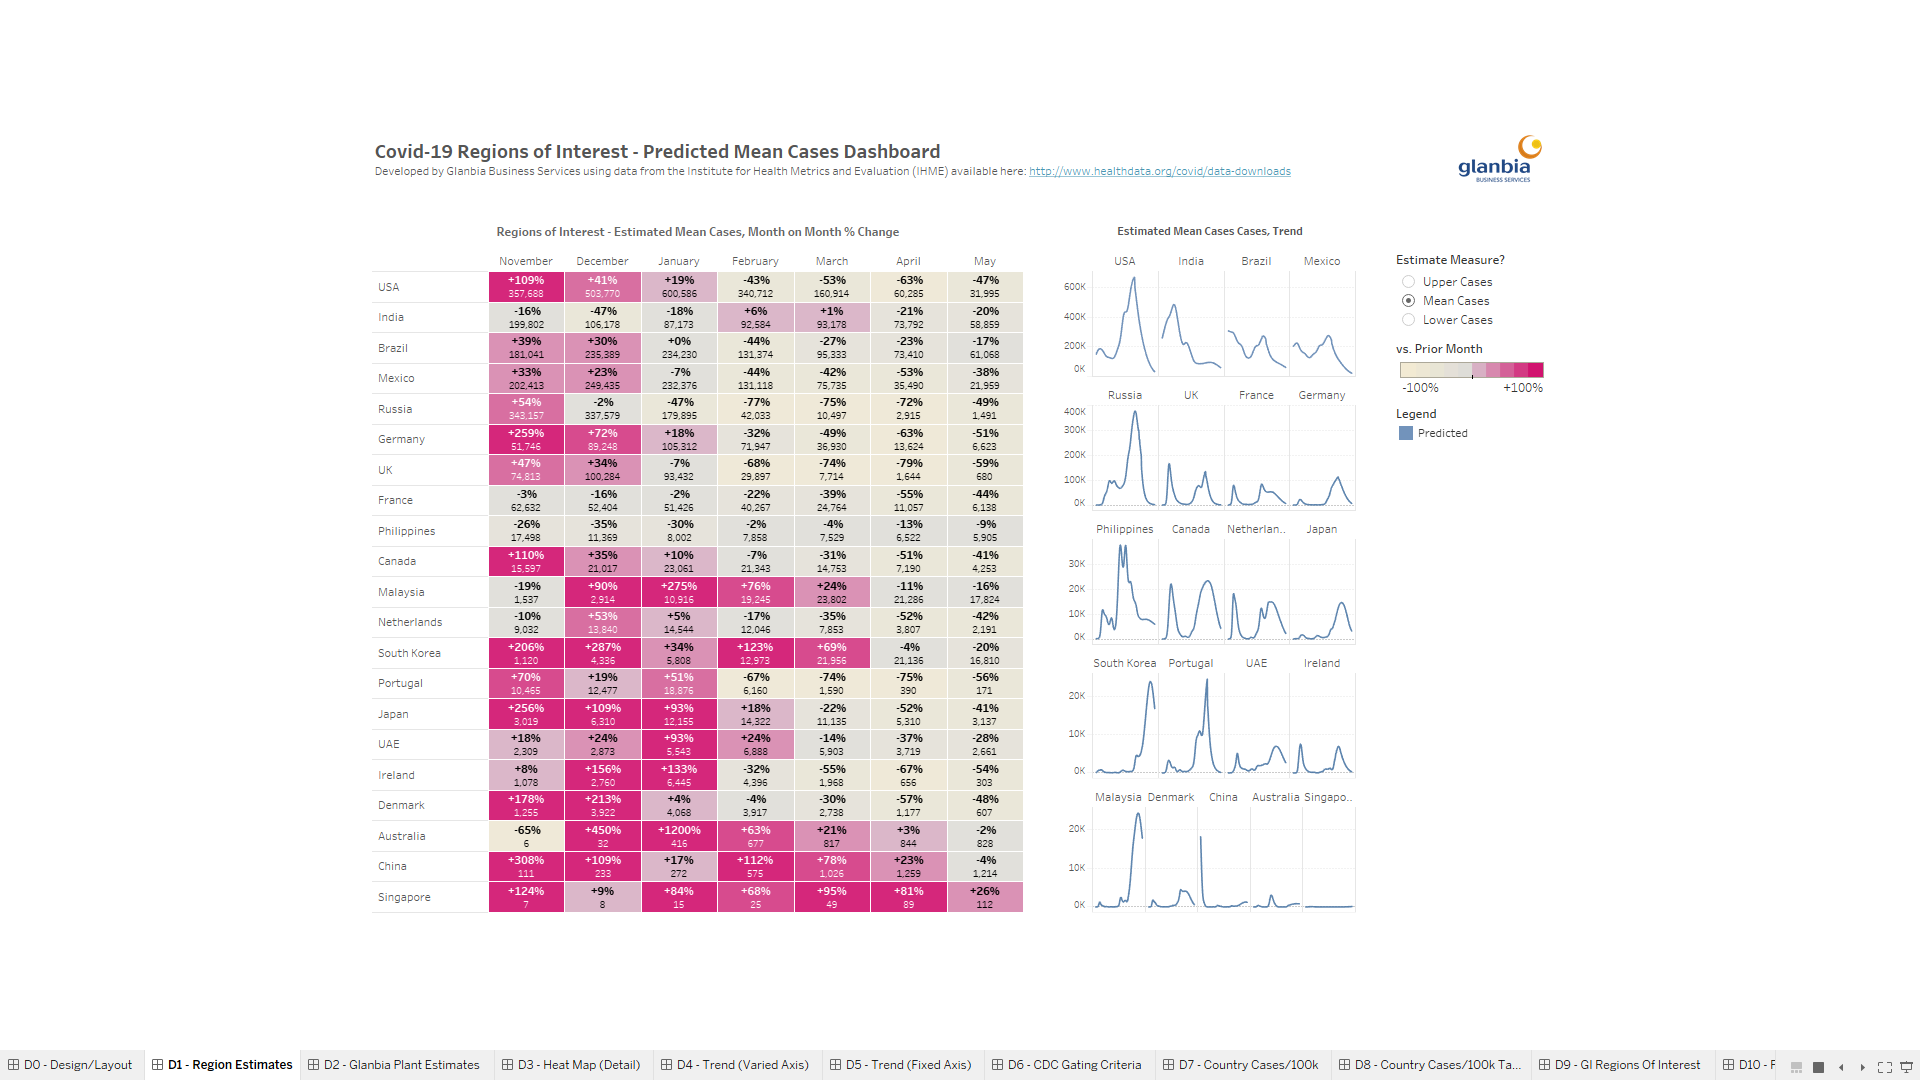 Covid-19 Regions of Interest - Predicted Mean Cases Dashboard
Developed by Glanbia Business Services using data from the Institute for Health Metrics and Evaluation (IHME) available here: http://www.healthdata.org/covid/data-downloads
glanbia
BUSINESS SERVICES
Regions of Interest - Estimated Mean Cases, Month on Month % Change
November December January February March April May
USA +109% +41% +19% -43% -53% -63% -47%
357,688 503,770 600,586 340,712 160,914 60,285 31,995
India -16% -47% -18% +6% +1% -21% -20%
199,802 106,178 87,173 92,584 93,178 73,792 58,859
Brazil +39% +30% +0% -44% -27% -23% -17%
181,041 235,389 234,230 131,374 95,333 73,410 61,068
Mexico +33% +23% -7% -44% -42% -53% -38%
202,413 249,435 232,376 131,118 75,735 35,490 21,959
Russia +54% -2% -47% -77% -75% -72% -49%
343,157 337,579 179,895 42,033 10,497 2,915 1,491
Germany +259% +72% +18% -32% -49% -63% -51%
51,746 89,248 105,312 71,947 36,930 13,624 6,623
UK +47% +34% -7% -68% -74% -79% -59%
74,813 100,284 93,432 29,897 7,714 1,644 680
France -3% -16% -2% -22% -39% -55% -44%
62,632 52,404 51,426 40,267 24,764 11,057 6,138
Philippines -26% -35% -30% -2% -4% -13% -9%
17,498 11,369 8,002 7,858 7,529 6,522 5,905
Canada +110% +35% +10% -7% -31% -51% -41%
15,597 21,017 23,061 21,343 14,753 7,190 4,253
Malaysia -19% +90% +275% +76% +24% -11% -16%
1,537 2,914 10,916 19,245 23,802 21,286 17,824
Netherlands -10% +53% +5% -17% -35% -52% -42%
9,032 13,840 14,544 12,046 7,853 3,807 2,191
South Korea +206% +287% +34% +123% +69% -4% -20%
1,120 4,336 5,808 12,973 21,956 21,136 16,810
Portugal +70% +19% +51% -67% -74% -75% -56%
10,465 12,477 18,876 6,160 1,590 390 171
Japan +256% +109% +93% +18% -22% -52% -41%
3,019 6,310 12,155 14,322 11,135 5,310 3,137
UAE +18% +24% +93% +24% -14% -37% -28%
2,309 2,873 5,543 6,888 5,903 3,719 2,661
Ireland +8% +156% +133% -32% -55% -67% -54%
1,078 2,760 6,445 4,396 1,968 656 303
Denmark +178% +213% +4% -4% -30% -57% -48%
1,255 3,922 4,068 3,917 2,738 1,177 607
Australia -65% +450% +1200% +63% +21% +3% -2%
6 32 416 677 817 844 828
China +308% +109% +17% +112% +78% +23% -4%
111 233 272 575 1,026 1,259 1,214
Singapore +124% +9% +84% +68% +95% +81% +26%
7 8 15 25 49 89 112
Estimated Mean Cases Cases, Trend
USA India Brazil Mexico
600K
400K
200K
0K
Russia UK France Germany
400K
300K
200K
100K
0K
Philippines Canada Netherlan.. Japan
30K
20K
10K
0K
South Korea Portugal UAE Ireland
20K
10K
0K
Malaysia Denmark China Australia Singapo..
20K
10K
0K
Estimate Measure?
Upper Cases
Mean Cases
Lower Cases
vs. Prior Month
-100% +100%
Legend
Predicted
D0 - Design/Layout D1 - Region Estimates D2 - Glanbia Plant Estimates D3 - Heat Map (Detail) D4 - Trend (Varied Axis) D5 - Trend (Fixed Axis) D6 - CDC Gating Criteria D7 - Country Cases/100k D8 - Country Cases/100k Ta... D9 - GI Regions Of Interest D10 -